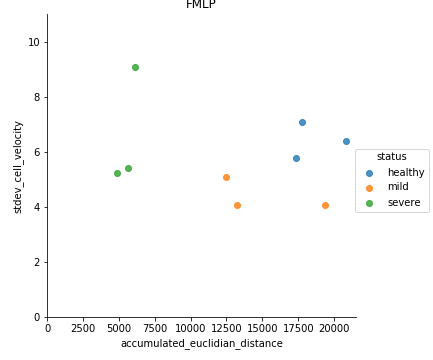 FMLP
10
8
6
4
2
0
stdev_cell_velocity
0 2500 5000 7500 10000 12500 15000 17500 20000
accumulated_euclidian_distance
status
healthy
mild
severe